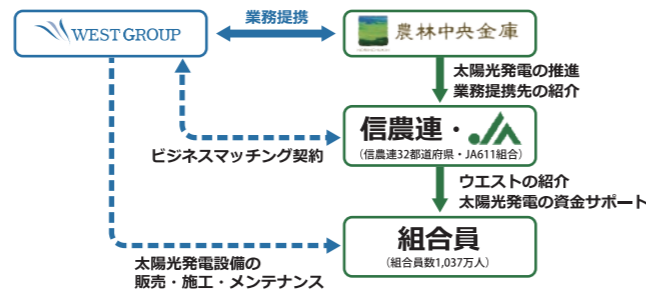 業務提携
WEST GROUP
農林中央金庫
太陽光発電の推進
業務提携先の紹介
信農連・JA
（信農連32都道府県・JA611組合）
ビジネスマッチング契約
ウエストの紹介
太陽光発電の資金サポート
組合員
（組合員数1,037万人）
太陽光発電設備の
販売・施工・メンテナンス